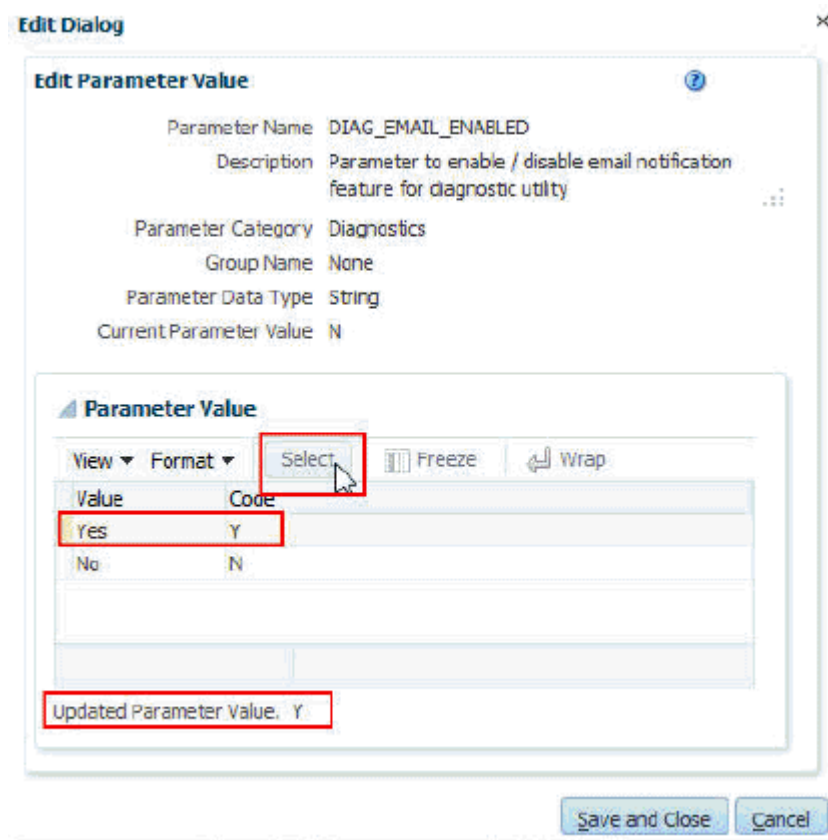 Edit Dialog
Edit Parameter Value
Parameter Name DIAG_EMAIL_ENABLED
Description Parameter to enable / disable email notification
feature for diagnostic utility
Parameter Category Diagnostics
Group Name None
Parameter Data Type String
Current Parameter Value N
Parameter Value
View Format Select Freeze Wrap
Value Code
Yes Y
No N
Updated Parameter Value. Y
Save and Close Cancel